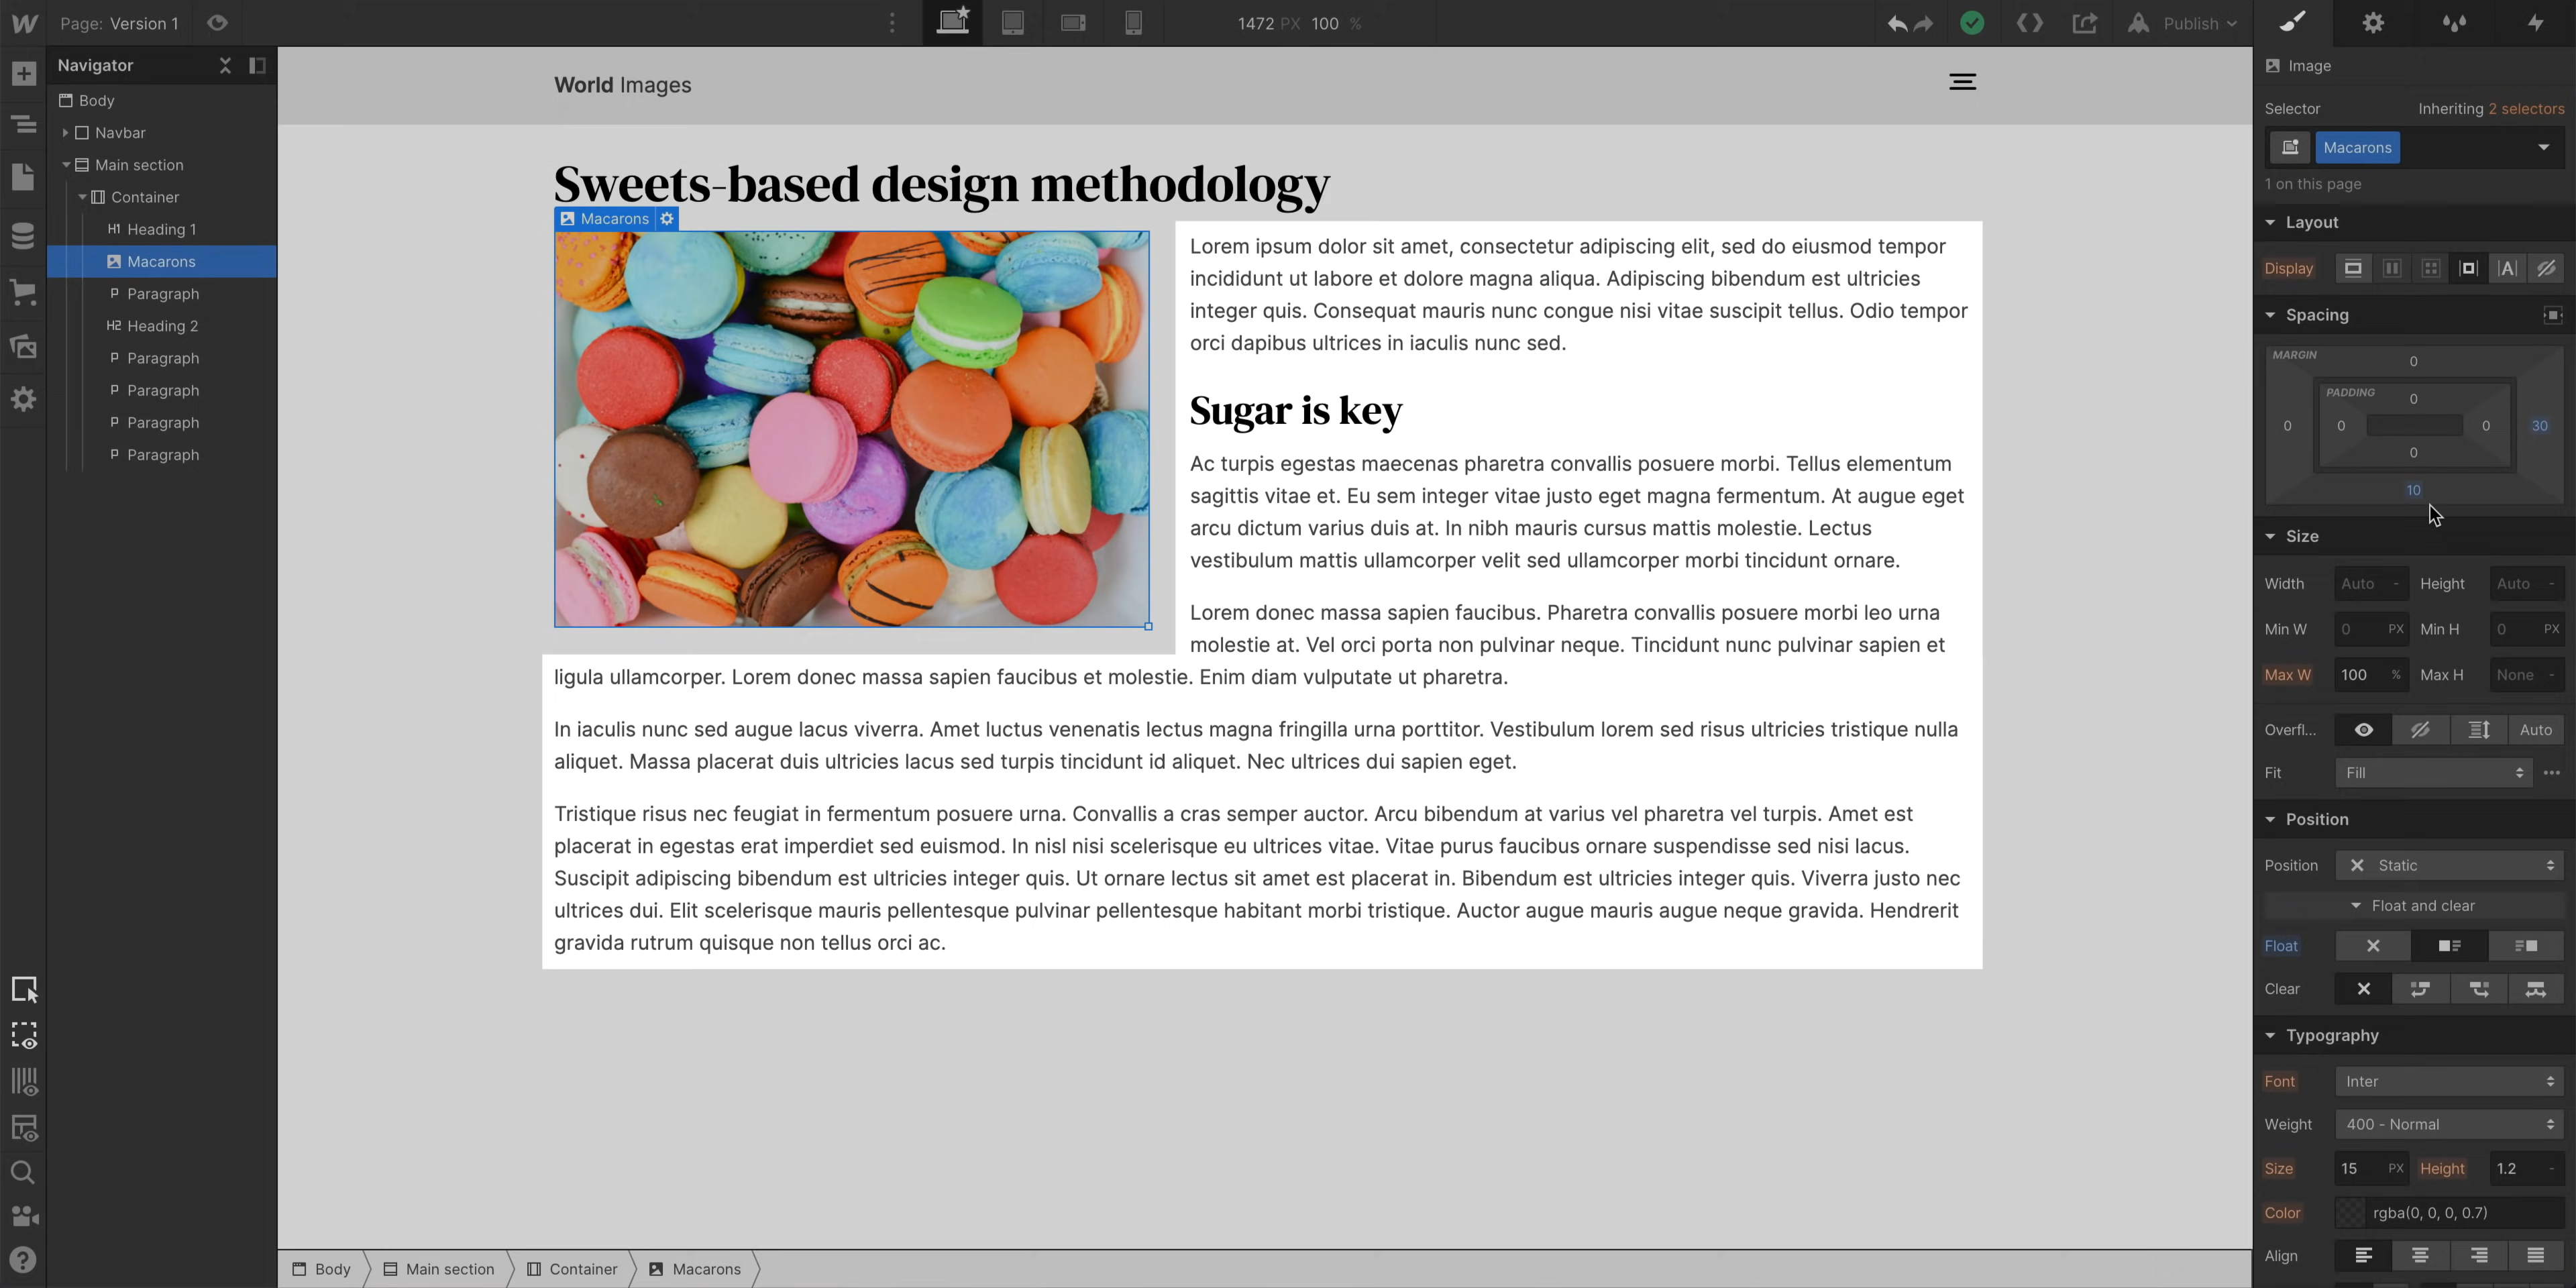 Page: Version 1
1472 PX 100 %
Publish
Navigator
Body
Navbar
Main section
Container
H1 Heading 1
Macarons
P Paragraph
H2 Heading 2
P Paragraph
P Paragraph
P Paragraph
P Paragraph
World Images
Sweets-based design methodology
Macarons
Lorem ipsum dolor sit amet, consectetur adipiscing elit, sed do eiusmod tempor
incididunt ut labore et dolore magna aliqua. Adipiscing bibendum est ultricies
integer quis. Consequat mauris nunc congue nisi vitae suscipit tellus. Odio tempor
orci dapibus ultrices in iaculis nunc sed.
Sugar is key
Ac turpis egestas maecenas pharetra convallis posuere morbi. Tellus elementum
sagittis vitae et. Eu sem integer vitae justo eget magna fermentum. At augue eget
arcu dictum varius duis at. In nibh mauris cursus mattis molestie. Lectus
vestibulum mattis ullamcorper velit sed ullamcorper morbi tincidunt ornare.
Lorem donec massa sapien faucibus. Pharetra convallis posuere morbi leo urna
molestie at. Vel orci porta non pulvinar neque. Tincidunt nunc pulvinar sapien et
ligula ullamcorper. Lorem donec massa sapien faucibus et molestie. Enim diam vulputate ut pharetra.
In iaculis nunc sed augue lacus viverra. Amet luctus venenatis lectus magna fringilla urna porttitor. Vestibulum lorem sed risus ultricies tristique nulla
aliquet. Massa placerat duis ultricies lacus sed turpis tincidunt id aliquet. Nec ultrices dui sapien eget.
Tristique risus nec feugiat in fermentum posuere urna. Convallis a cras semper auctor. Arcu bibendum at varius vel pharetra vel turpis. Amet est
placerat in egestas erat imperdiet sed euismod. In nisl nisi scelerisque eu ultrices vitae. Vitae purus faucibus ornare suspendisse sed nisi lacus.
Suscipit adipiscing bibendum est ultricies integer quis. Ut ornare lectus sit amet est placerat in. Bibendum est ultricies integer quis. Viverra justo nec
ultrices dui. Elit scelerisque mauris pellentesque pulvinar pellentesque habitant morbi tristique. Auctor augue mauris augue neque gravida. Hendrerit
gravida rutrum quisque non tellus orci ac.
Body Main section Container Macarons
Image
Selector Inheriting 2 selectors
Macarons
1 on this page
Layout
Display
Spacing
MARGIN 0
PADDING 0
0 0 0 30
0
10
Size
Width Auto - Height Auto -
Min W 0 PX Min H 0 PX
Max W 100 % Max H None -
Overfl... Auto
Fit Fill
Position
Position Static
Float and clear
Float
Clear
Typography
Font Inter
Weight 400 - Normal
Size 15 PX Height 1.2 -
Color rgba(0, 0, 0, 0.7)
Align